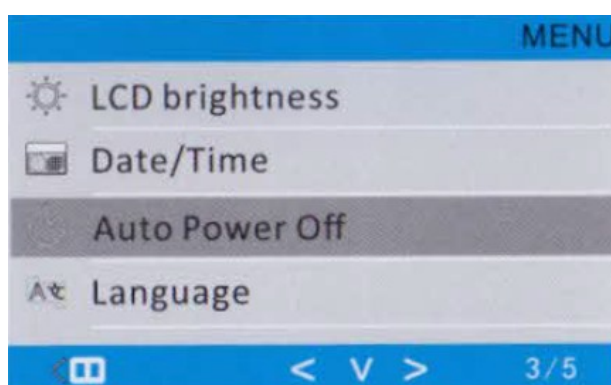 MENU
LCD brightness
Date/Time
Auto Power Off
Language
< V > 3/5